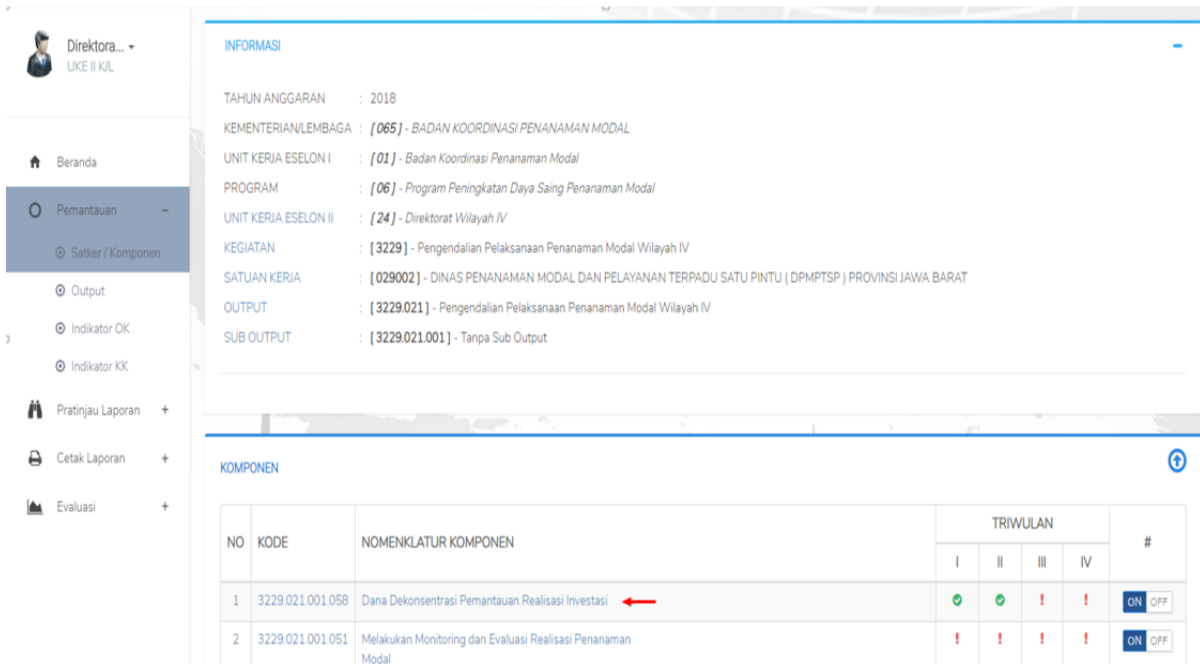 Direktora...
UKE II K/L
Beranda
Pemantauan
Satker / Komponen
Output
Indikator OK
Indikator KK
Pratinjau Laporan +
Cetak Laporan +
Evaluasi +
INFORMASI
TAHUN ANGGARAN : 2018
KEMENTERIAN/LEMBAGA : [ 065 ] - BADAN KOORDINASI PENANAMAN MODAL
UNIT KERJA ESELON I : [ 01 ] - Badan Koordinasi Penanaman Modal
PROGRAM : [ 06 ] - Program Peningkatan Daya Saing Penanaman Modal
UNIT KERJA ESELON II : [ 24 ] - Direktorat Wilayah IV
KEGIATAN : [ 3229 ] - Pengendalian Pelaksanaan Penanaman Modal Wilayah IV
SATUAN KERJA : [ 029002 ] - DINAS PENANAMAN MODAL DAN PELAYANAN TERPADU SATU PINTU ( DPMPTSP ) PROVINSI JAWA BARAT
OUTPUT : [ 3229.021 ] - Pengendalian Pelaksanaan Penanaman Modal Wilayah IV
SUB OUTPUT : [ 3229.021.001 ] - Tanpa Sub Output
KOMPONEN
NO KODE NOMENKLATUR KOMPONEN TRIWULAN #
I II III IV
1 3229.021.001.058 Dana Dekonsentrasi Pemantauan Realisasi Investasi ! ! ON OFF
2 3229.021.001.051 Melakukan Monitoring dan Evaluasi Realisasi Penanaman ! ! ! ! ON OFF
Modal